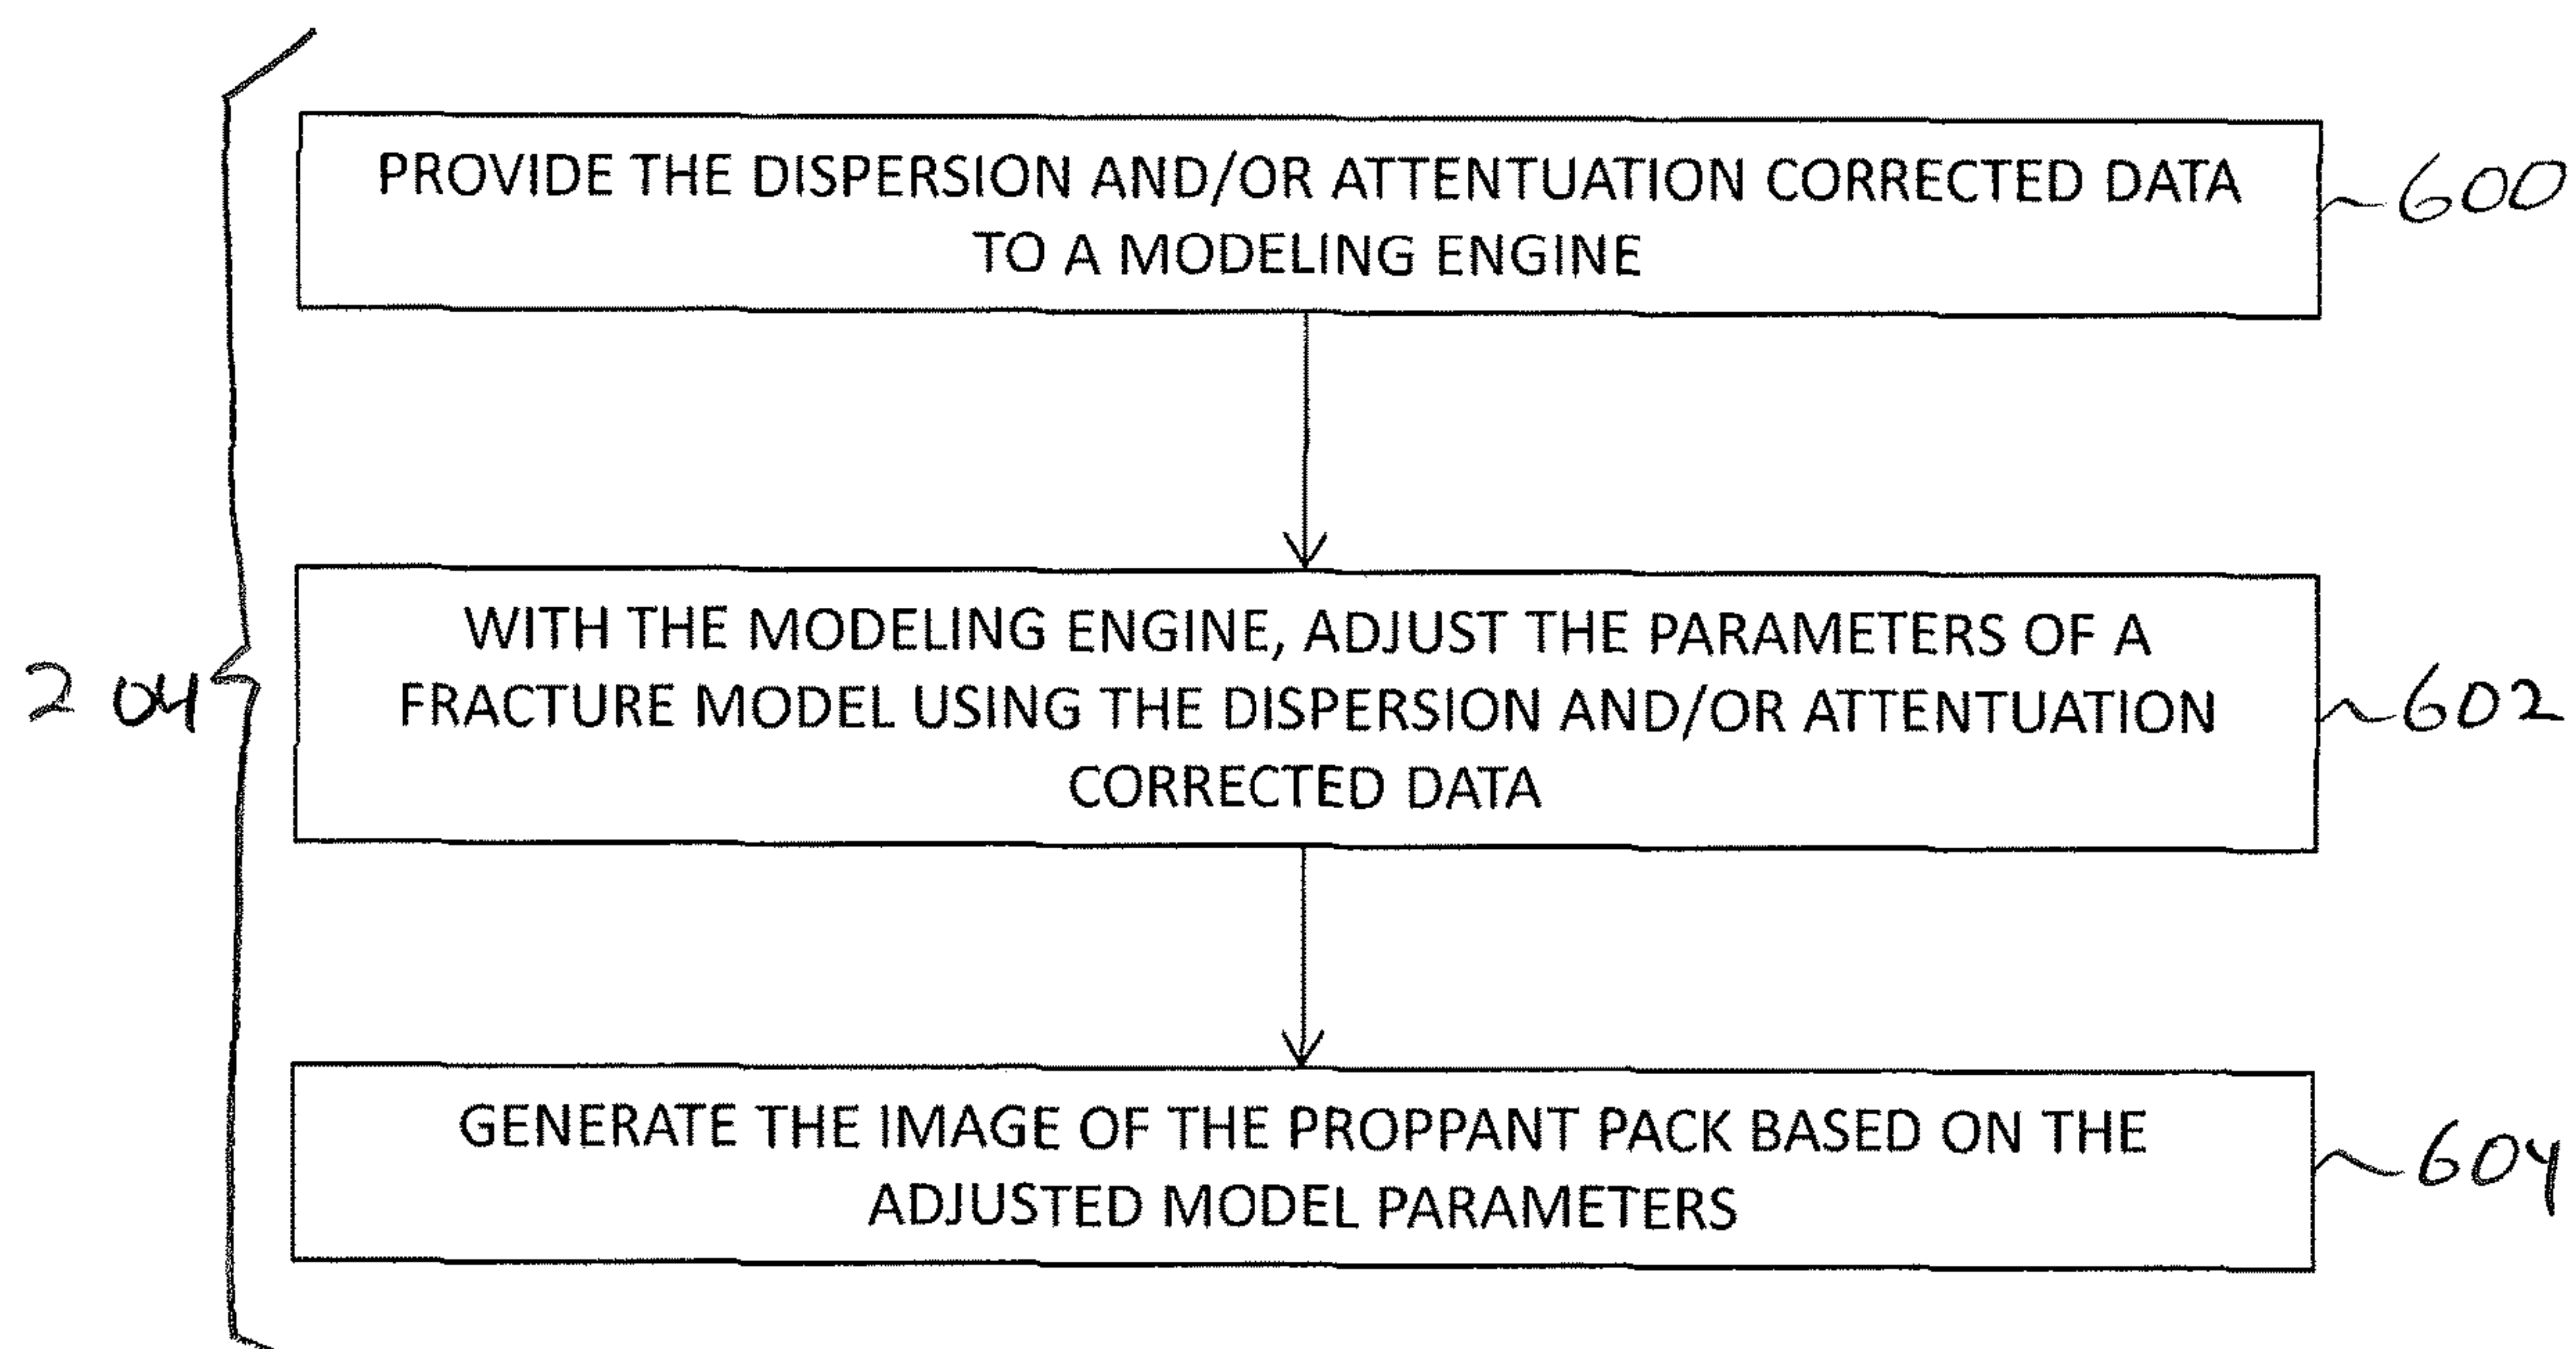 PROVIDE THE DISPERSION AND/OR ATTENTUATION CORRECTED DATA
TO A MODELING ENGINE
600
WITH THE MODELING ENGINE, ADJUST THE PARAMETERS OF A
FRACTURE MODEL USING THE DISPERSION AND/OR ATTENTUATION
CORRECTED DATA
204
602
GENERATE THE IMAGE OF THE PROPPANT PACK BASED ON THE
ADJUSTED MODEL PARAMETERS
604